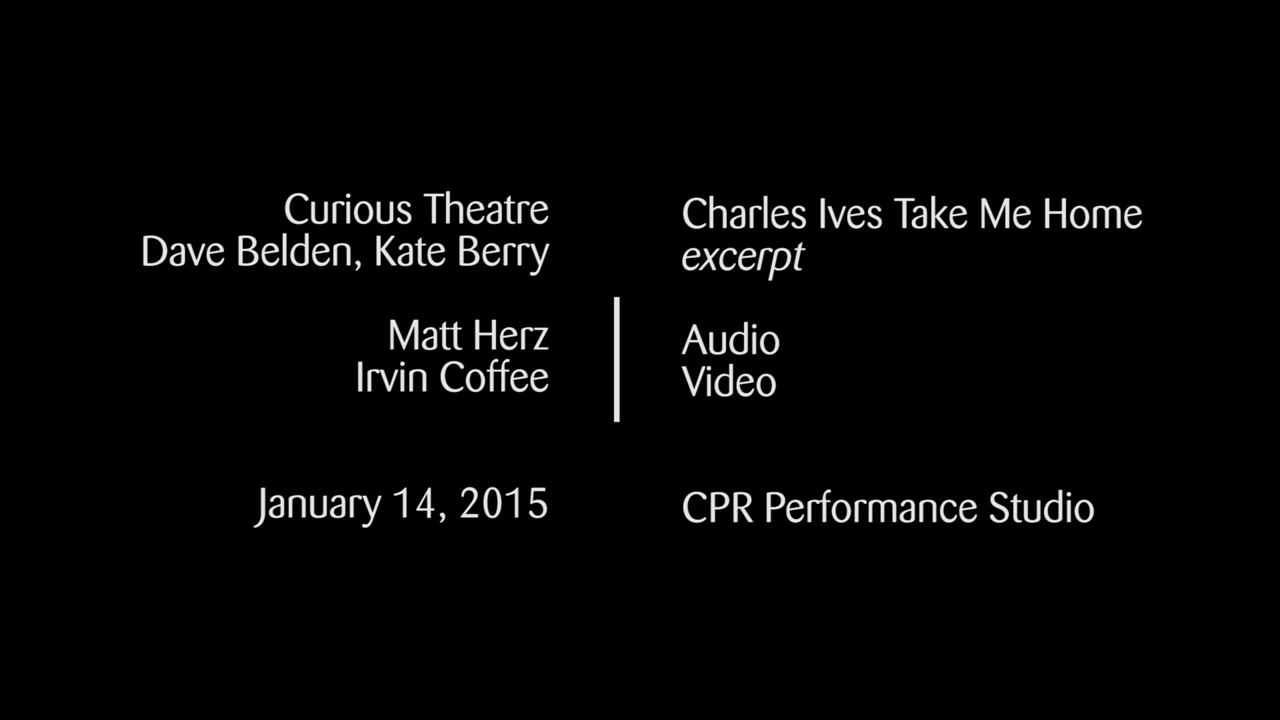 Curious Theatre
Dave Belden, Kate Berry
Charles Ives Take Me Home
excerpt
Matt Herz
Irvin Coffee
Audio
Video
January 14, 2015
CPR Performance Studio